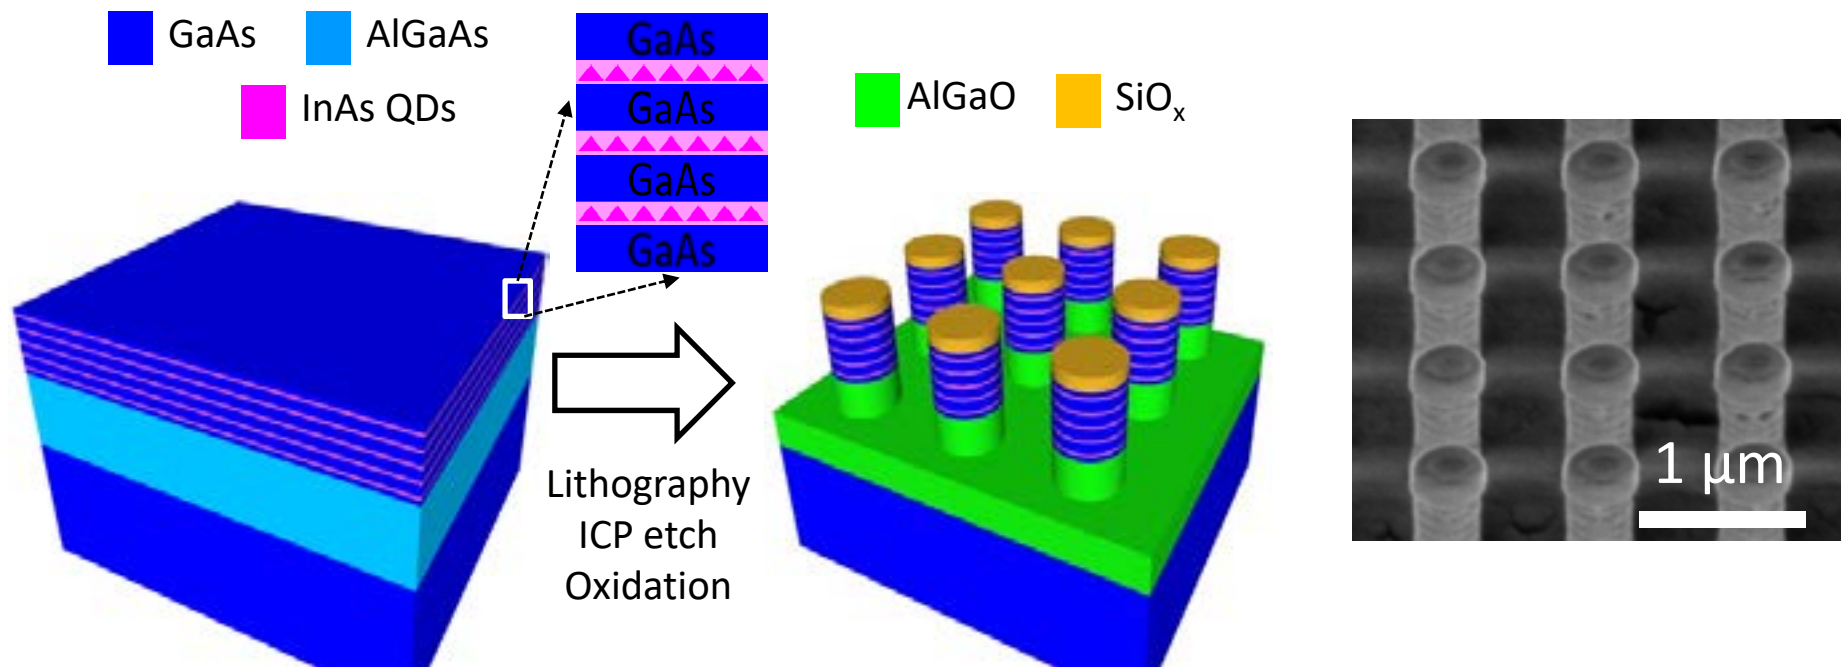 GaAs
AlGaAs
InAs QDs
GaAs
GaAs
GaAs
GaAs
AlGaO
SiOₓ
Lithography
ICP etch
Oxidation
1 μm